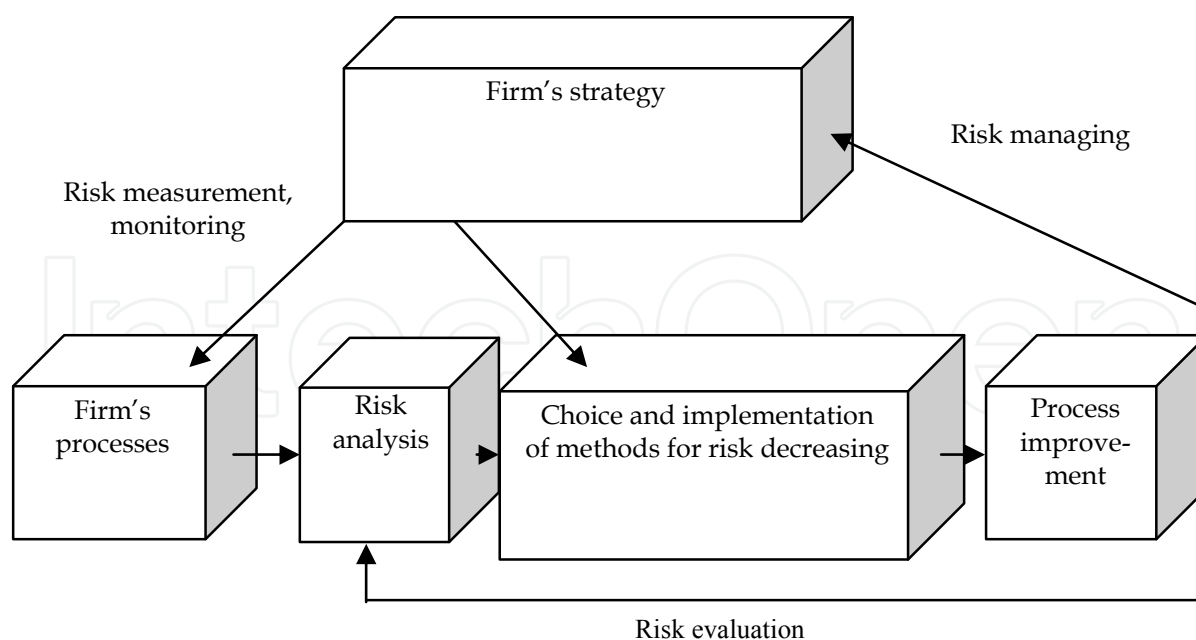 Firm's strategy
Risk managing
Risk measurement,
monitoring
IntechOpen
Firm's
processes
Risk
analysis
Choice and implementation
of methods for risk decreasing
Process
improve-
ment
Risk evaluation